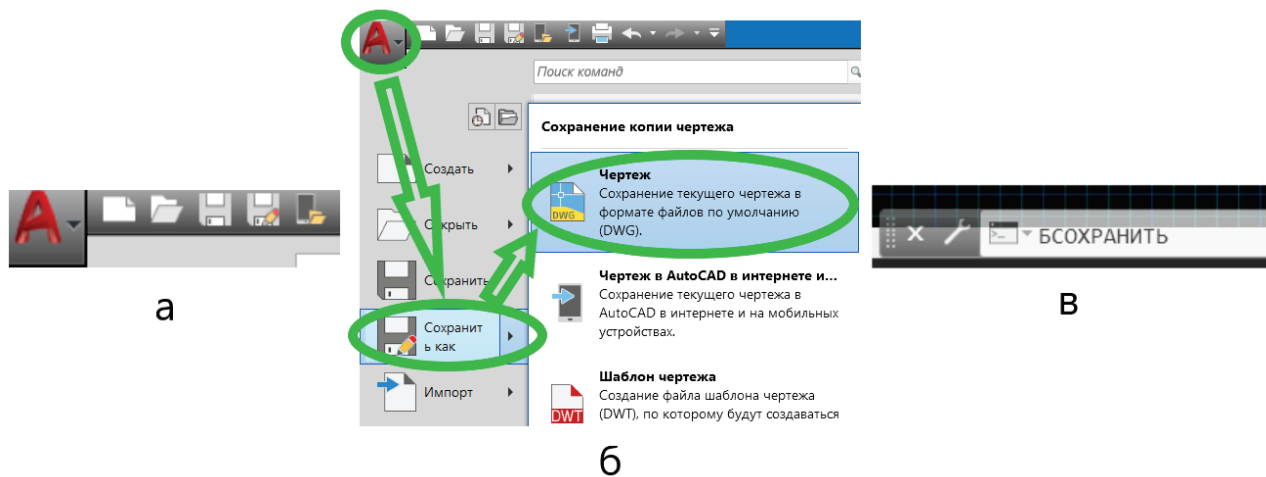 Поиск команд
Сохранение копии чертежа
Создать
Чертеж
Сохранение текущего чертежа в
формате файлов по умолчанию
(DWG).
DWG
Сохранить
Чертеж в AutoCAD в интернете и...
Сохранение текущего чертежа в
AutoCAD в интернете и на мобильных
устройствах.
Сохранит
ь как
Импорт
Шаблон чертежа
Создание файла шаблона чертежа
(DWT), по которому будут создаваться
DWT
БСОХРАНИТЬ
а
б
в